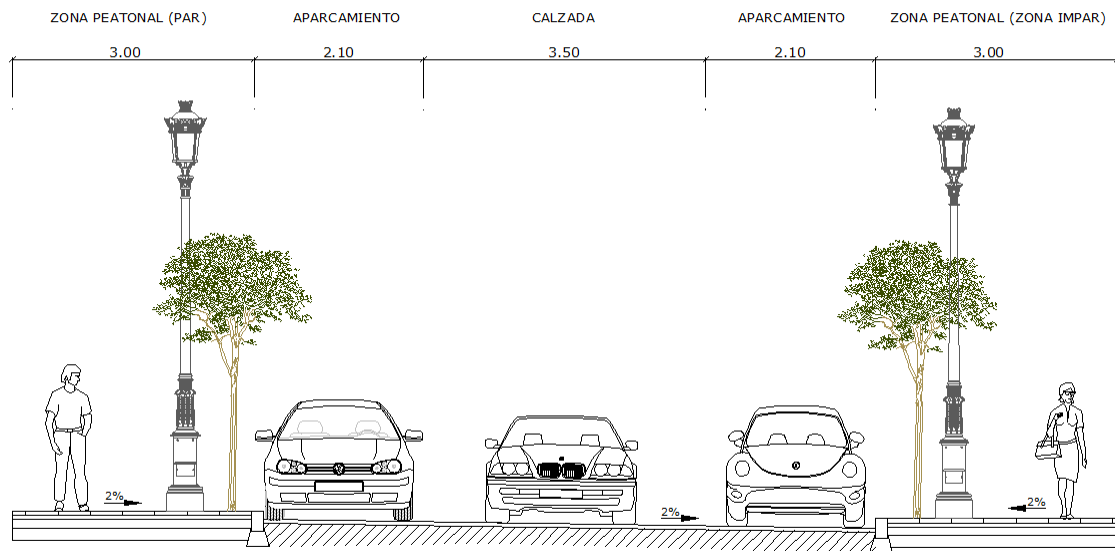 ZONA PEATONAL (PAR) APARCAMIENTO CALZADA APARCAMIENTO ZONA PEATONAL (ZONA IMPAR)
3.00 2.10 3.50 2.10 3.00
2% 2% 2%